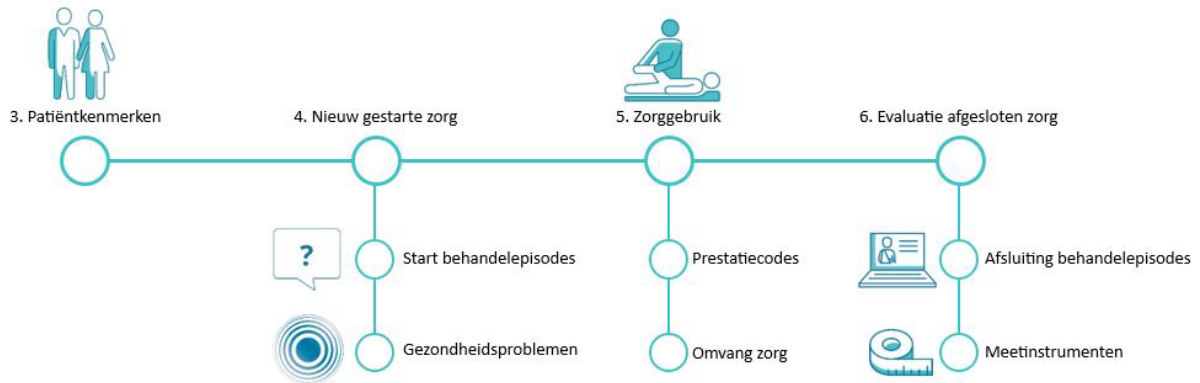 3. Patiëntkenmerken
4. Nieuw gestarte zorg
5. Zorggebruik
6. Evaluatie afgesloten zorg
?
Start behandelepisodes
Prestatiecodes
Afsluiting behandelepisodes
Gezondheidsproblemen
Omvang zorg
Meetinstrumenten